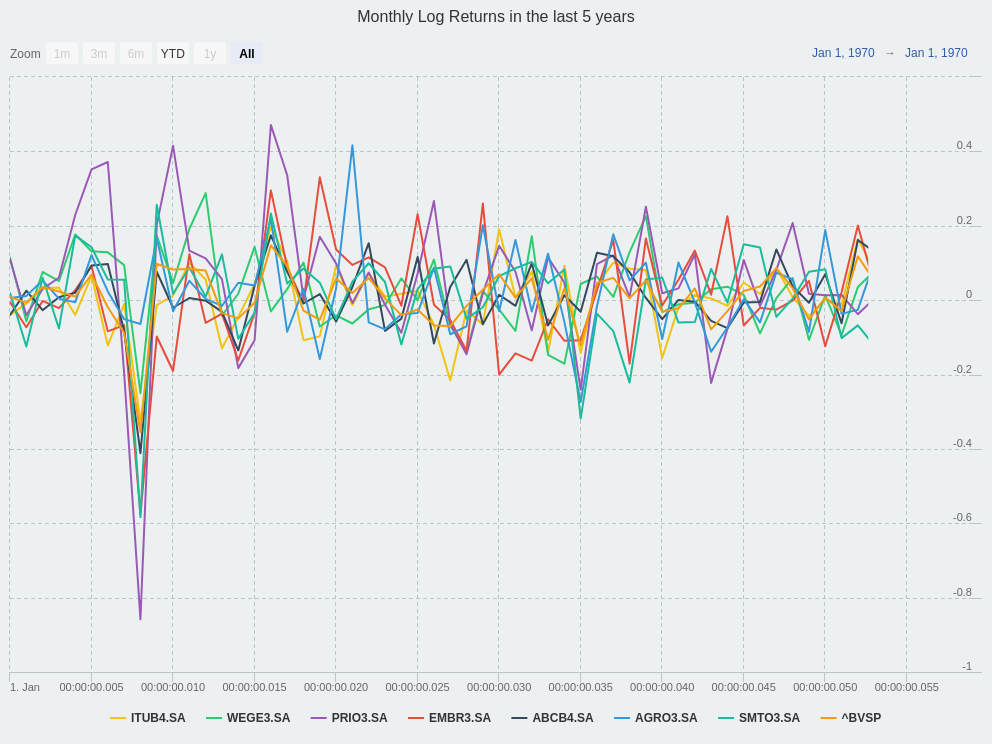 Monthly Log Returns in the last 5 years
Zoom 1m 3m 6m YTD 1y All Jan 1, 1970 → Jan 1, 1970
0.4
0.2
0
-0.2
-0.4
-0.6
-0.8
-1
1. Jan 00:00:00.005 00:00:00.010 00:00:00.015 00:00:00.020 00:00:00.025 00:00:00.030 00:00:00.035 00:00:00.040 00:00:00.045 00:00:00.050 00:00:00.055
ITUB4.SA WEGE3.SA PRIO3.SA EMBR3.SA ABCB4.SA AGRO3.SA SMTO3.SA ^BVSP